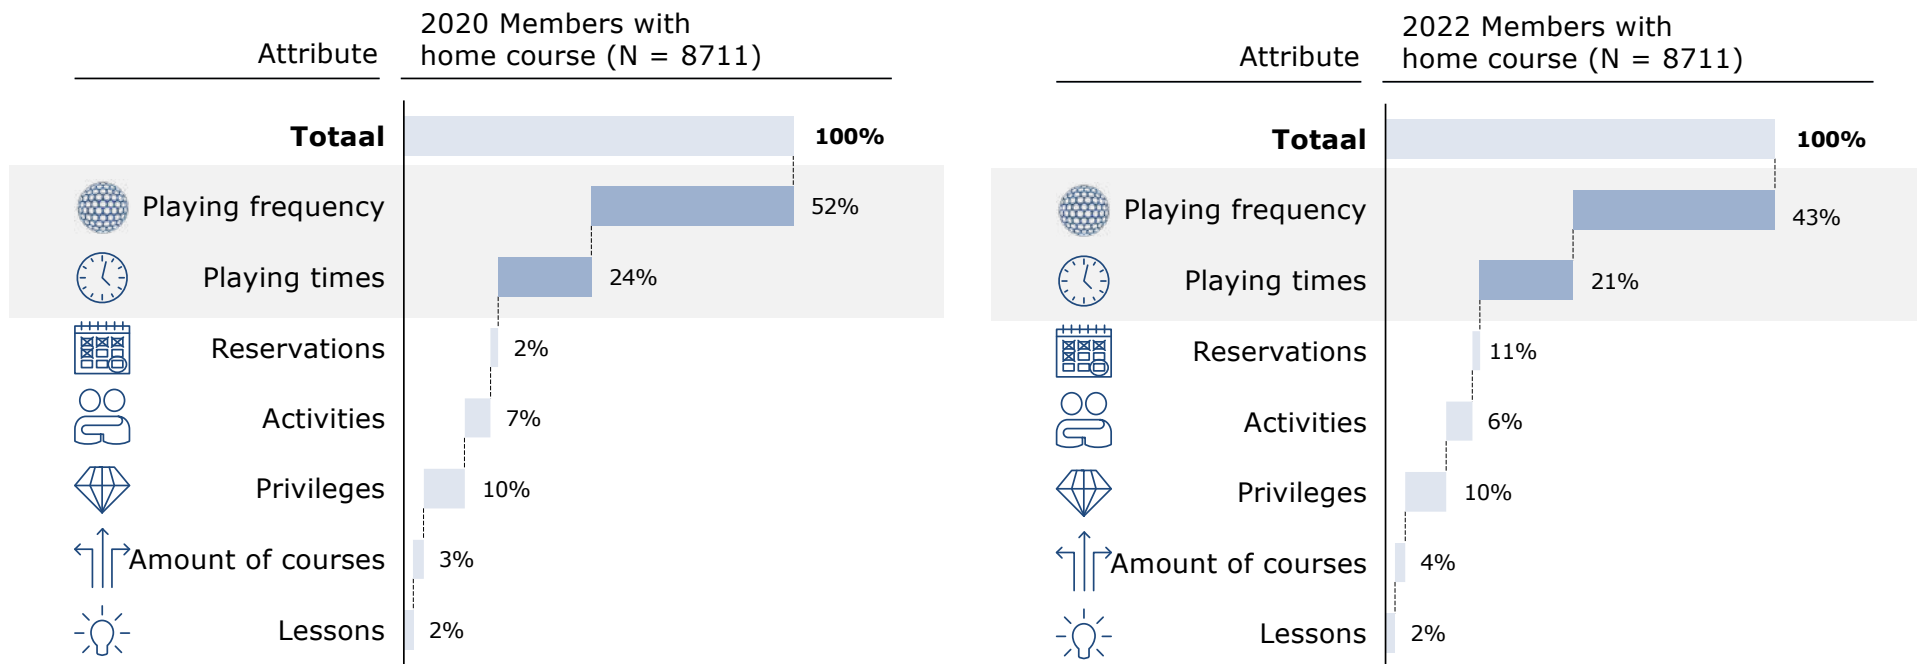 Attribute
2020 Members with
home course (N = 8711)
Totaal
100%
Playing frequency
52%
Playing times
24%
Reservations
2%
Activities
7%
Privileges
10%
Amount of courses
3%
Lessons
2%
Attribute
2022 Members with
home course (N = 8711)
Totaal
100%
Playing frequency
43%
Playing times
21%
Reservations
11%
Activities
6%
Privileges
10%
Amount of courses
4%
Lessons
2%